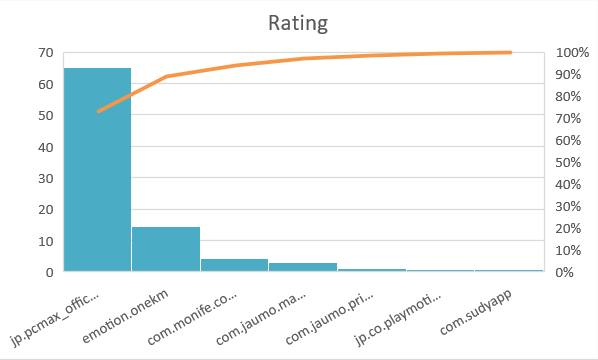 Rating
70
60
50
40
30
20
10
0
100%
90%
80%
70%
60%
50%
40%
30%
20%
10%
0%
jp.pcmax_offic...
emotion.onekm
com.monife.co...
com.jaumo.ma...
com.jaumo.pri...
jp.co.playmoti...
com.sudyapp